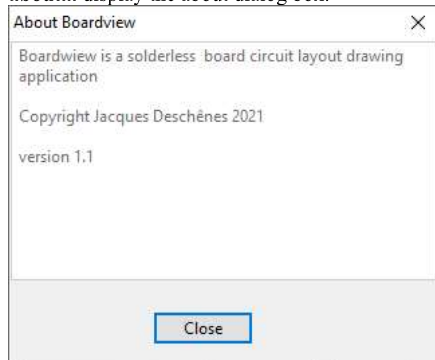 About Boardview
Boardwiew is a solderless board circuit layout drawing
application
Copyright Jacques Deschênes 2021
version 1.1
Close